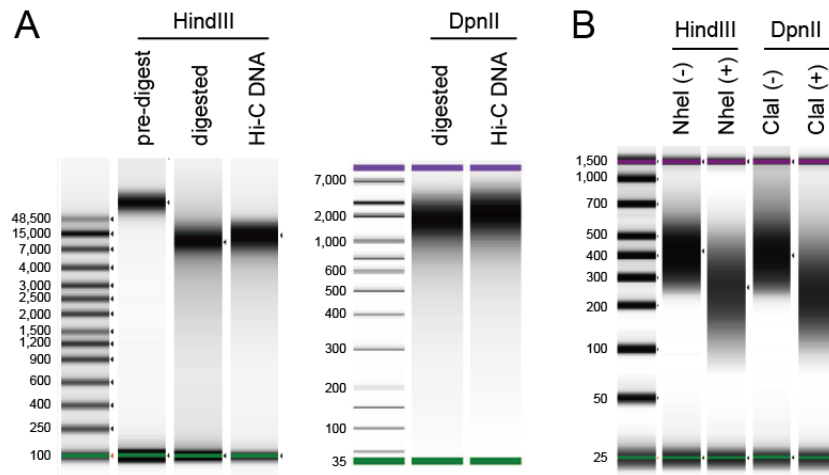 A
HindIII
pre-digest
digested
Hi-C DNA
48,500
15,000
7,000
4,000
3,000
2,500
2,000
1,500
1,200
900
600
400
250
100
DpnII
digested
Hi-C DNA
7,000
2,000
1,000
600
500
400
300
200
100
35
B
HindIII
DpnII
NheI (-)
NheI (+)
ClaI (-)
ClaI (+)
1,500
1,000
700
500
400
300
200
100
50
25